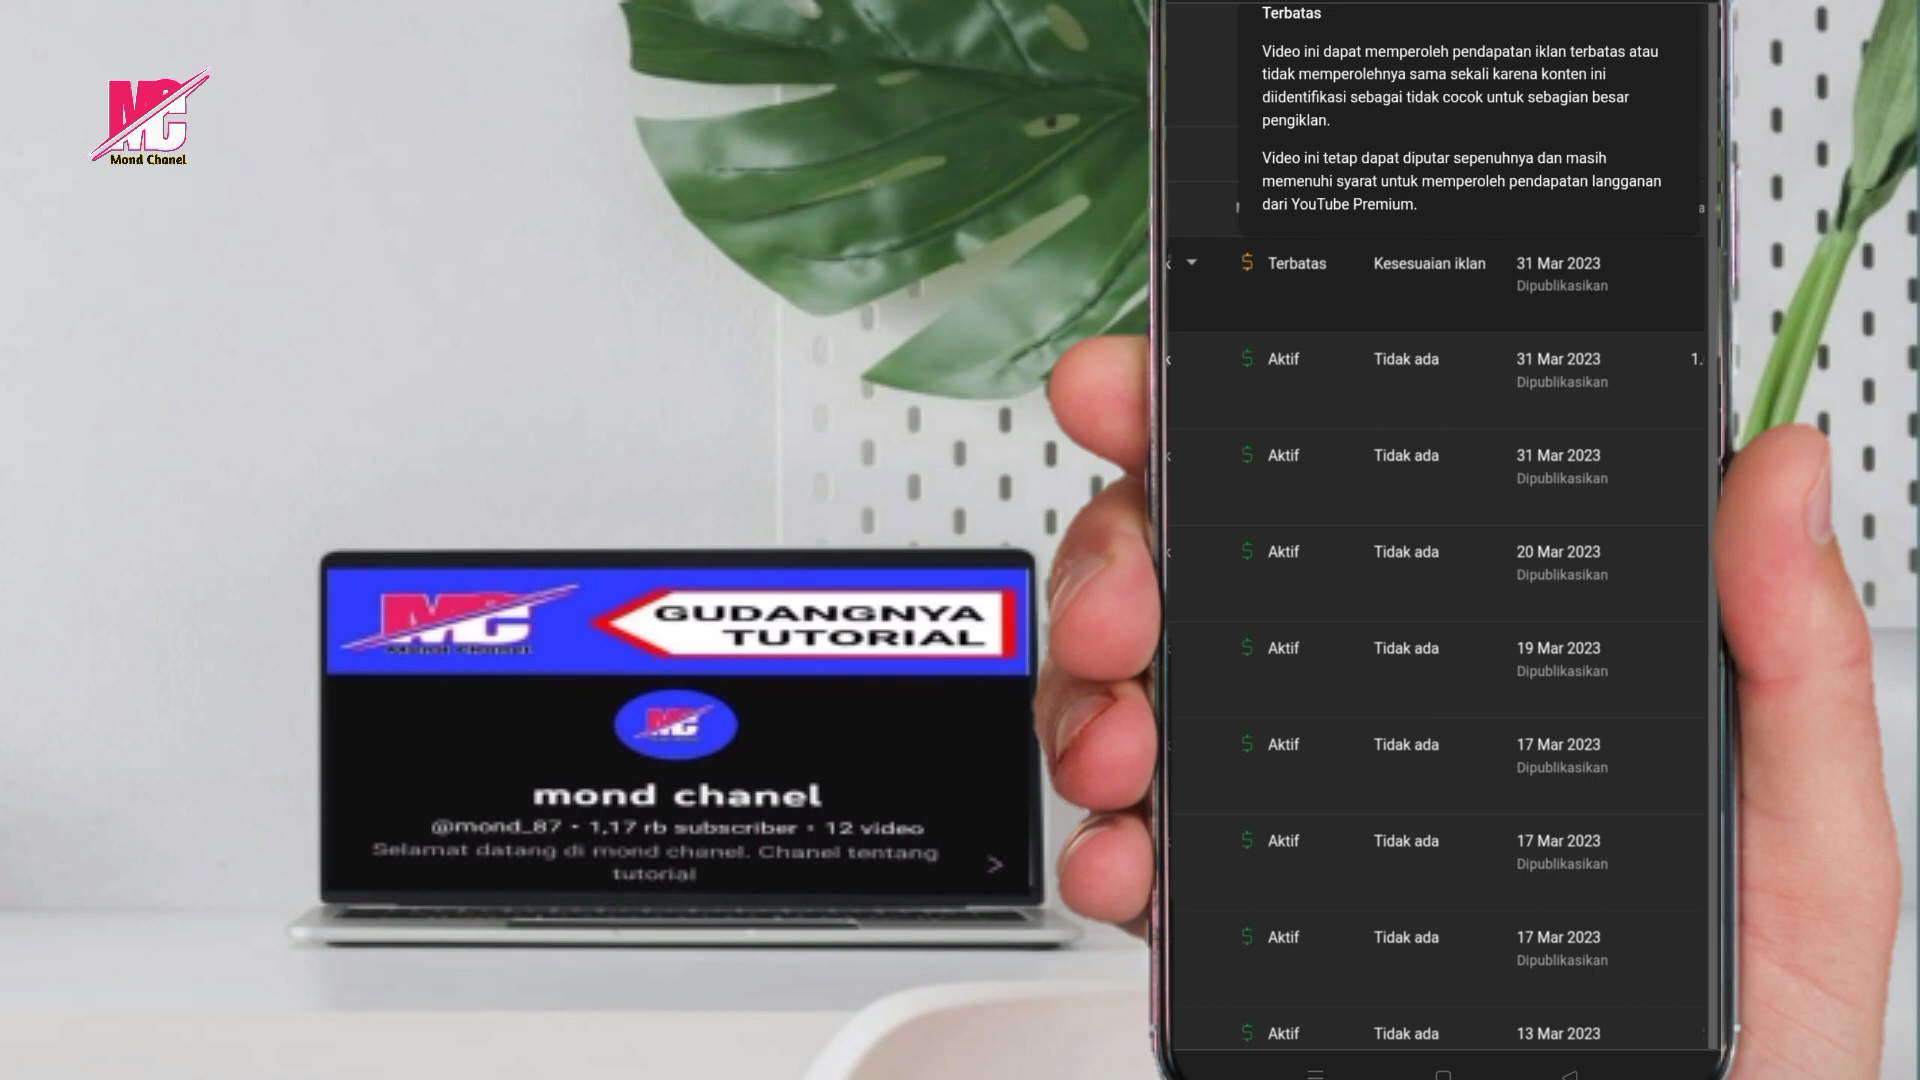 MC
Mond Chanel
Terbatas
Video ini dapat memperoleh pendapatan iklan terbatas atau
tidak memperolehnya sama sekali karena konten ini
diidentifikasi sebagai tidak cocok untuk sebagian besar
pengiklan.
Video ini tetap dapat diputar sepenuhnya dan masih
memenuhi syarat untuk memperoleh pendapatan langganan
dari YouTube Premium.
Terbatas Kesesuaian iklan 31 Mar 2023
Dipublikasikan
Aktif Tidak ada 31 Mar 2023 1.
Dipublikasikan
Aktif Tidak ada 31 Mar 2023
Dipublikasikan
Aktif Tidak ada 20 Mar 2023
Dipublikasikan
Aktif Tidak ada 19 Mar 2023
Dipublikasikan
Aktif Tidak ada 17 Mar 2023
Dipublikasikan
Aktif Tidak ada 17 Mar 2023
Dipublikasikan
Aktif Tidak ada 17 Mar 2023
Dipublikasikan
Aktif Tidak ada 13 Mar 2023
MC
GUDANGNYA
TUTORIAL
MC
mond chanel
@mond_87 • 1,17 rb subscriber • 12 video
Selamat datang di mond chanel. Chanel tentang
tutorial